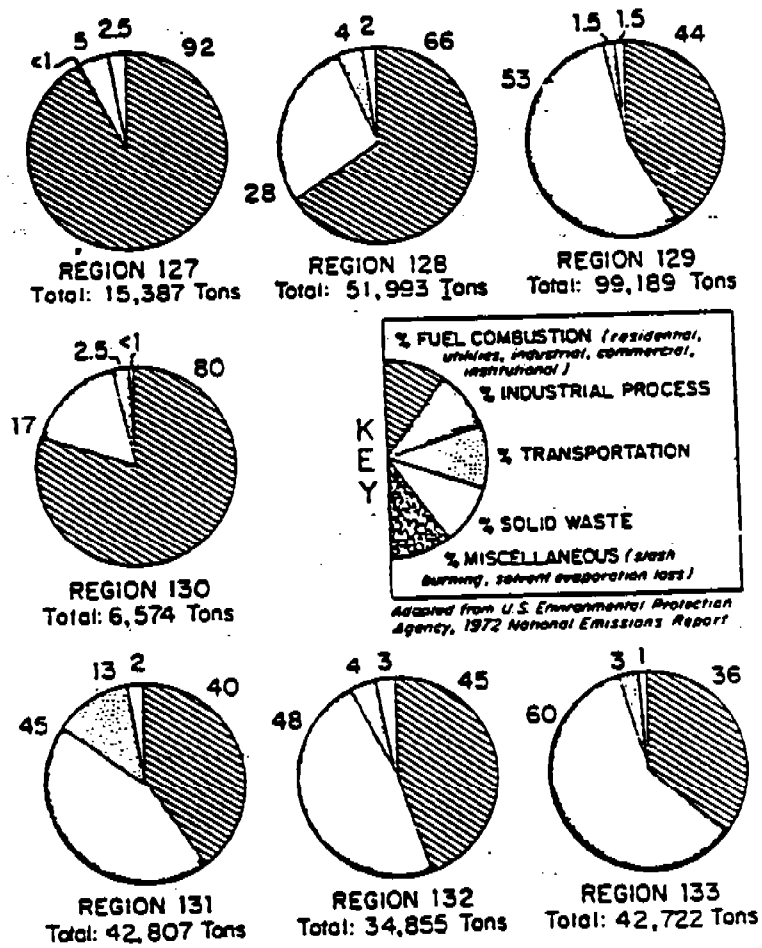 <1 5 2.5 92
REGION 127
Total: 15,387 Tons
4 2 66
28
REGION 128
Total: 51,993 Tons
1.5 1.5 44
53
REGION 129
Total: 99,189 Tons
2.5 <1 80
17
REGION 130
Total: 6,574 Tons
KEY
% FUEL COMBUSTION (residential,
utilities, industrial, commercial,
institutional)
% INDUSTRIAL PROCESS
% TRANSPORTATION
% SOLID WASTE
% MISCELLANEOUS (slash
burning, solvent evaporation loss)
Adapted from U.S. Environmental Protection
Agency, 1972 National Emissions Report
13 2 40
45
REGION 131
Total: 42,807 Tons
4 3 45
48
REGION 132
Total: 34,855 Tons
3 1 36
60
REGION 133
Total: 42,722 Tons